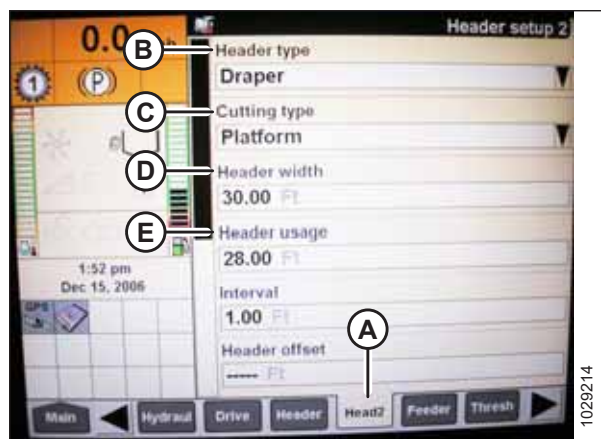 0.0
Header setup 2
B
Header type
Draper
1
(P)
C
Cutting type
Platform
D
Header width
30.00 Ft
E
Header usage
28.00 Ft
1:52 pm
Dec 15, 2006
Interval
1.00 Ft
GPS
A
Header offset
----- Ft
Main
Hydraul
Drive
Header
Head2
Feeder
Thresh
1029214